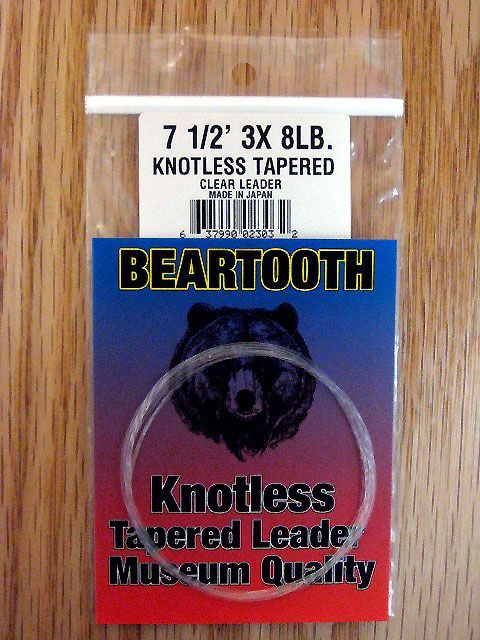 7 1/2' 3X 8LB.
KNOTLESS TAPERED
CLEAR LEADER
MADE IN JAPAN
6 37990 02303 2
BEARTOOTH
Knotless
Tapered Leader
Museum Quality